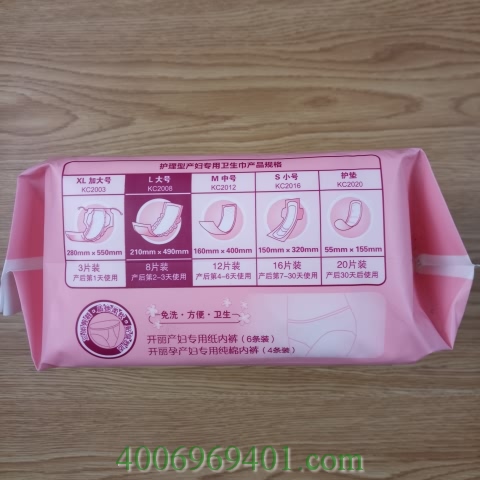 护理型产妇专用卫生巾产品规格
XL 加大号 L 大号 M 中号 S 小号 护垫
KC2003 KC2008 KC2012 KC2016 KC2020
280mm×550mm 210mm×490mm 160mm×400mm 150mm×320mm 55mm×155mm
3片装 8片装 12片装 16片装 20片装
产后第1天使用 产后第2~3天使用 产后第4~6天使用 产后第7~30天使用 产后30天后使用
免洗·方便·卫生
开丽产妇专用纸内裤（6条装）
开丽孕产妇专用纯棉内裤（4条装）
4006969401.com